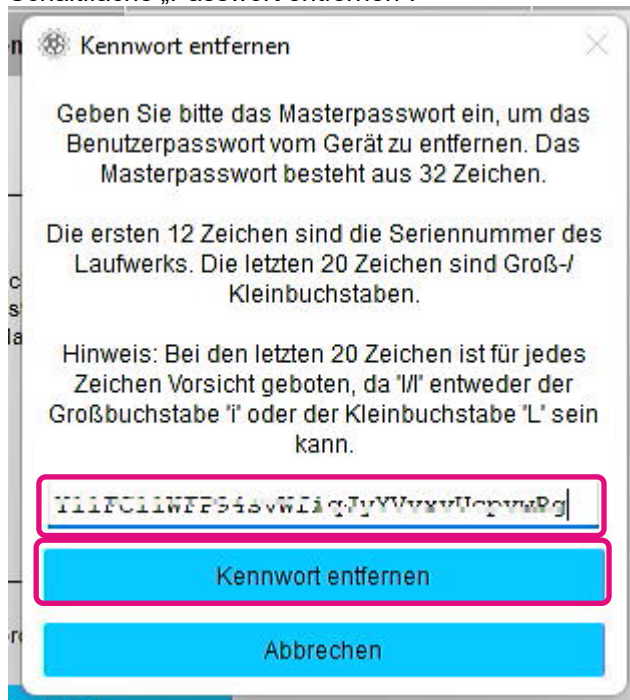 Kennwort entfernen
Geben Sie bitte das Masterpasswort ein, um das
Benutzerpasswort vom Gerät zu entfernen. Das
Masterpasswort besteht aus 32 Zeichen.
Die ersten 12 Zeichen sind die Seriennummer des
Laufwerks. Die letzten 20 Zeichen sind Groß-/
Kleinbuchstaben.
Hinweis: Bei den letzten 20 Zeichen ist für jedes
Zeichen Vorsicht geboten, da 'I/l' entweder der
Großbuchstabe 'i' oder der Kleinbuchstabe 'L' sein
kann.
Kennwort entfernen
Abbrechen